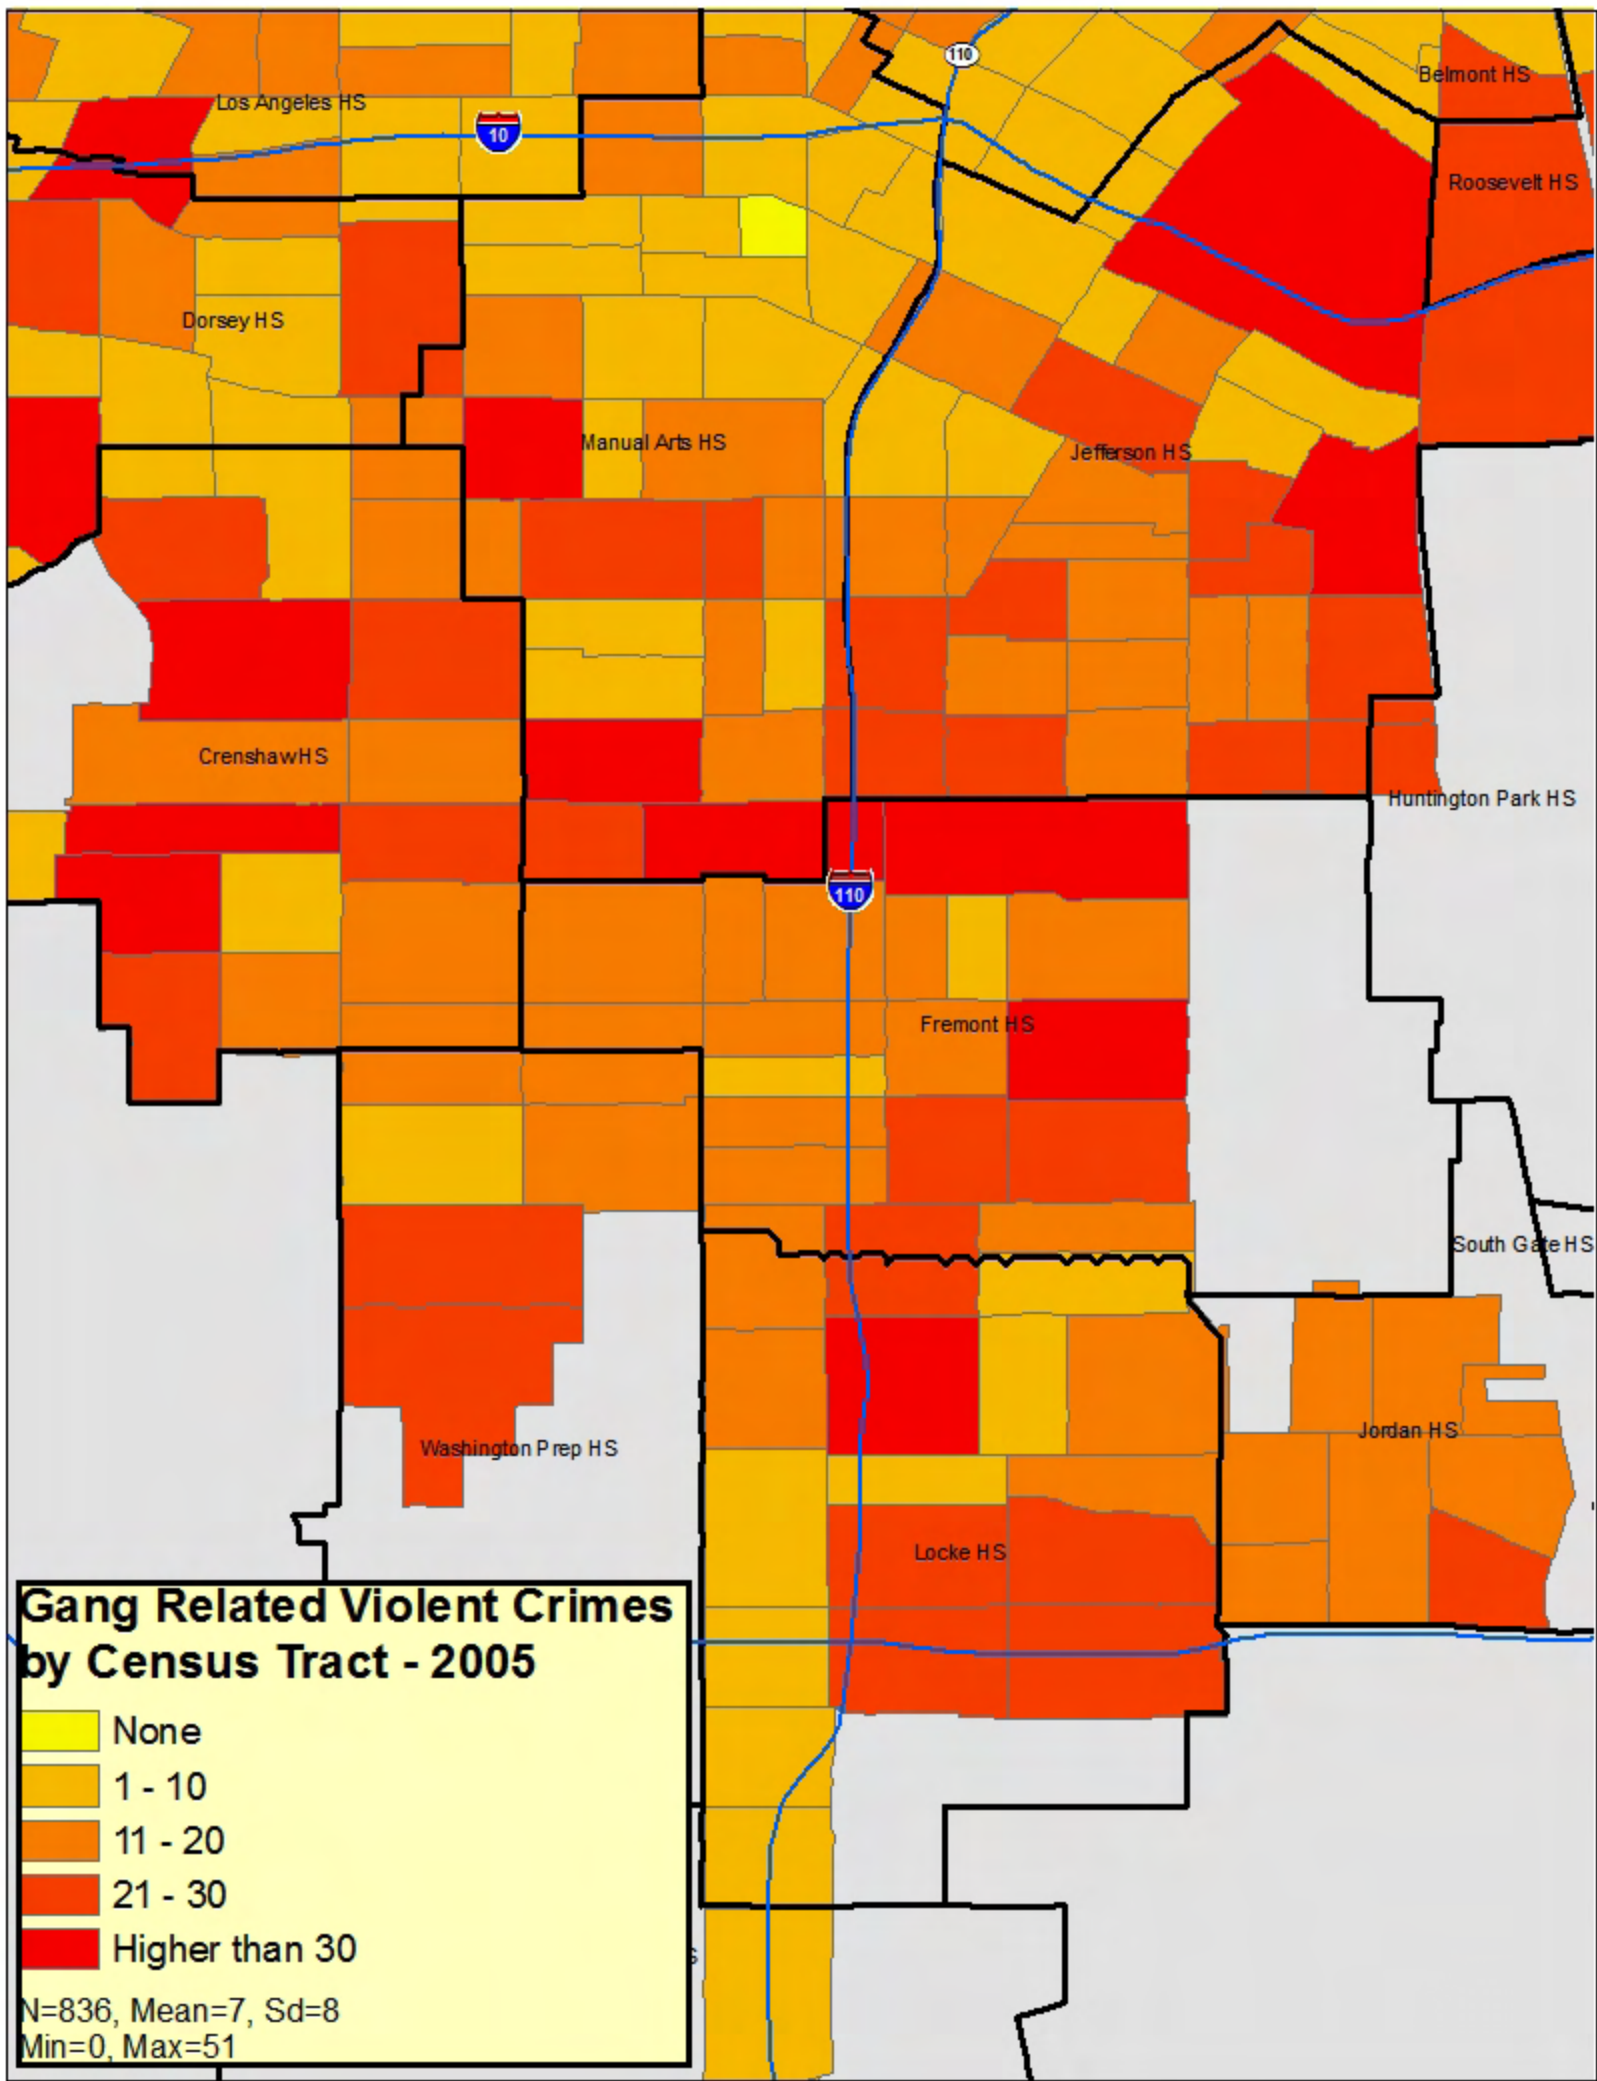 110
Belmont HS
Los Angeles HS
10
Roosevelt HS
Dorsey HS
Manual Arts HS
Jefferson HS
CrenshawHS
Huntington Park HS
110
Fremont HS
South Gate HS
Jordan HS
Washington Prep HS
Locke HS
Gang Related Violent Crimes
by Census Tract - 2005
None
1 - 10
11 - 20
21 - 30
Higher than 30
N=836, Mean=7, Sd=8
Min=0, Max=51